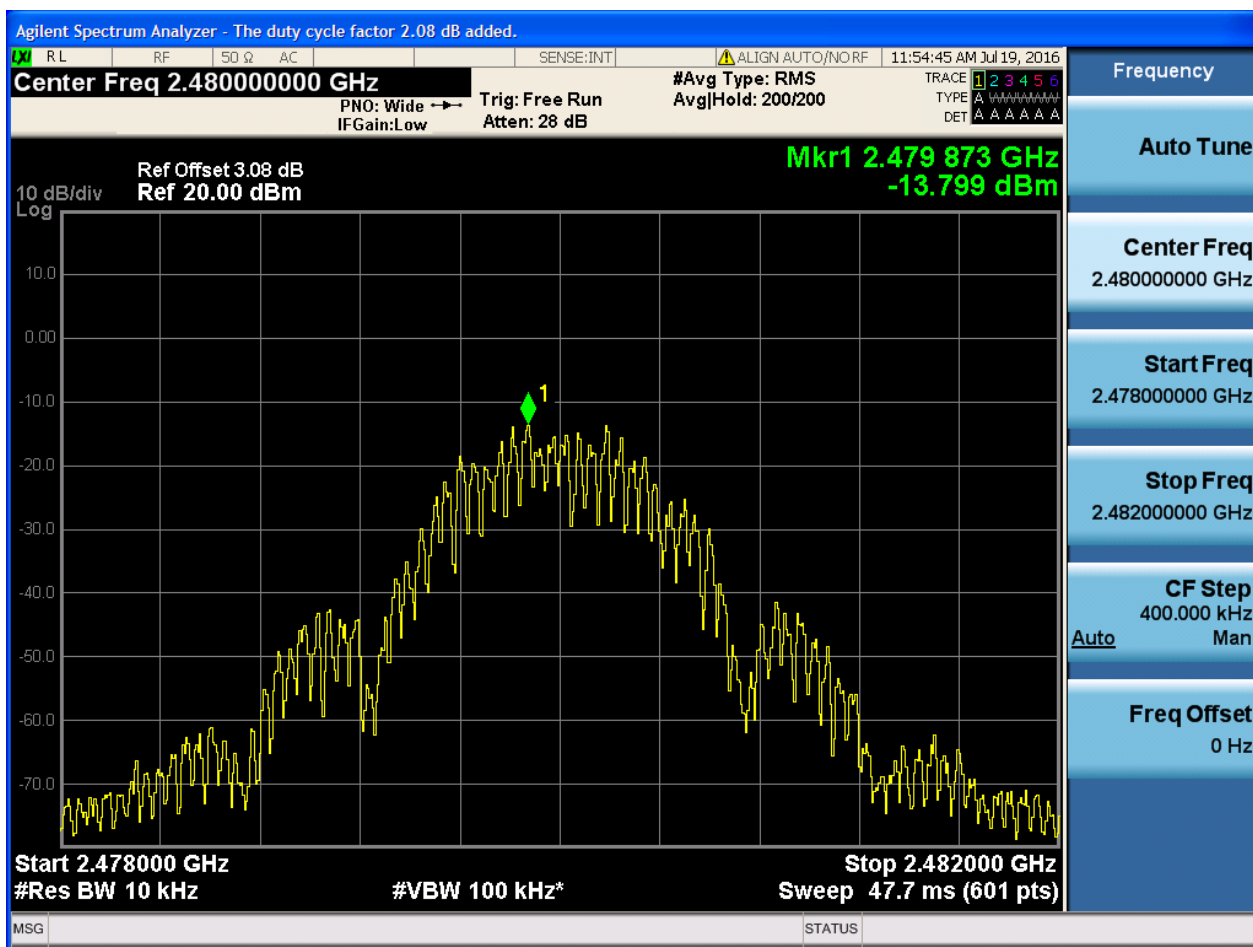 Agilent Spectrum Analyzer - The duty cycle factor 2.08 dB added.
LXI RL RF 50 Ω AC SENSE:INT ALIGN AUTO/NO RF 11:54:45 AM Jul 19, 2016
Center Freq 2.480000000 GHz
PNO: Wide
IFGain:Low
Trig: Free Run
Atten: 28 dB
#Avg Type: RMS
Avg|Hold: 200/200
TRACE 1 2 3 4 5 6
TYPE A WWWWW
DET A A A A A A
Mkr1 2.479 873 GHz
-13.799 dBm
Ref Offset 3.08 dB
10 dB/div Ref 20.00 dBm
Log
10.0
0.00
-10.0
-20.0
-30.0
-40.0
-50.0
-60.0
-70.0
1
Start 2.478000 GHz
Stop 2.482000 GHz
#Res BW 10 kHz
#VBW 100 kHz*
Sweep 47.7 ms (601 pts)
MSG
STATUS
Frequency
Auto Tune
Center Freq
2.480000000 GHz
Start Freq
2.478000000 GHz
Stop Freq
2.482000000 GHz
CF Step
400.000 kHz
Auto Man
Freq Offset
0 Hz